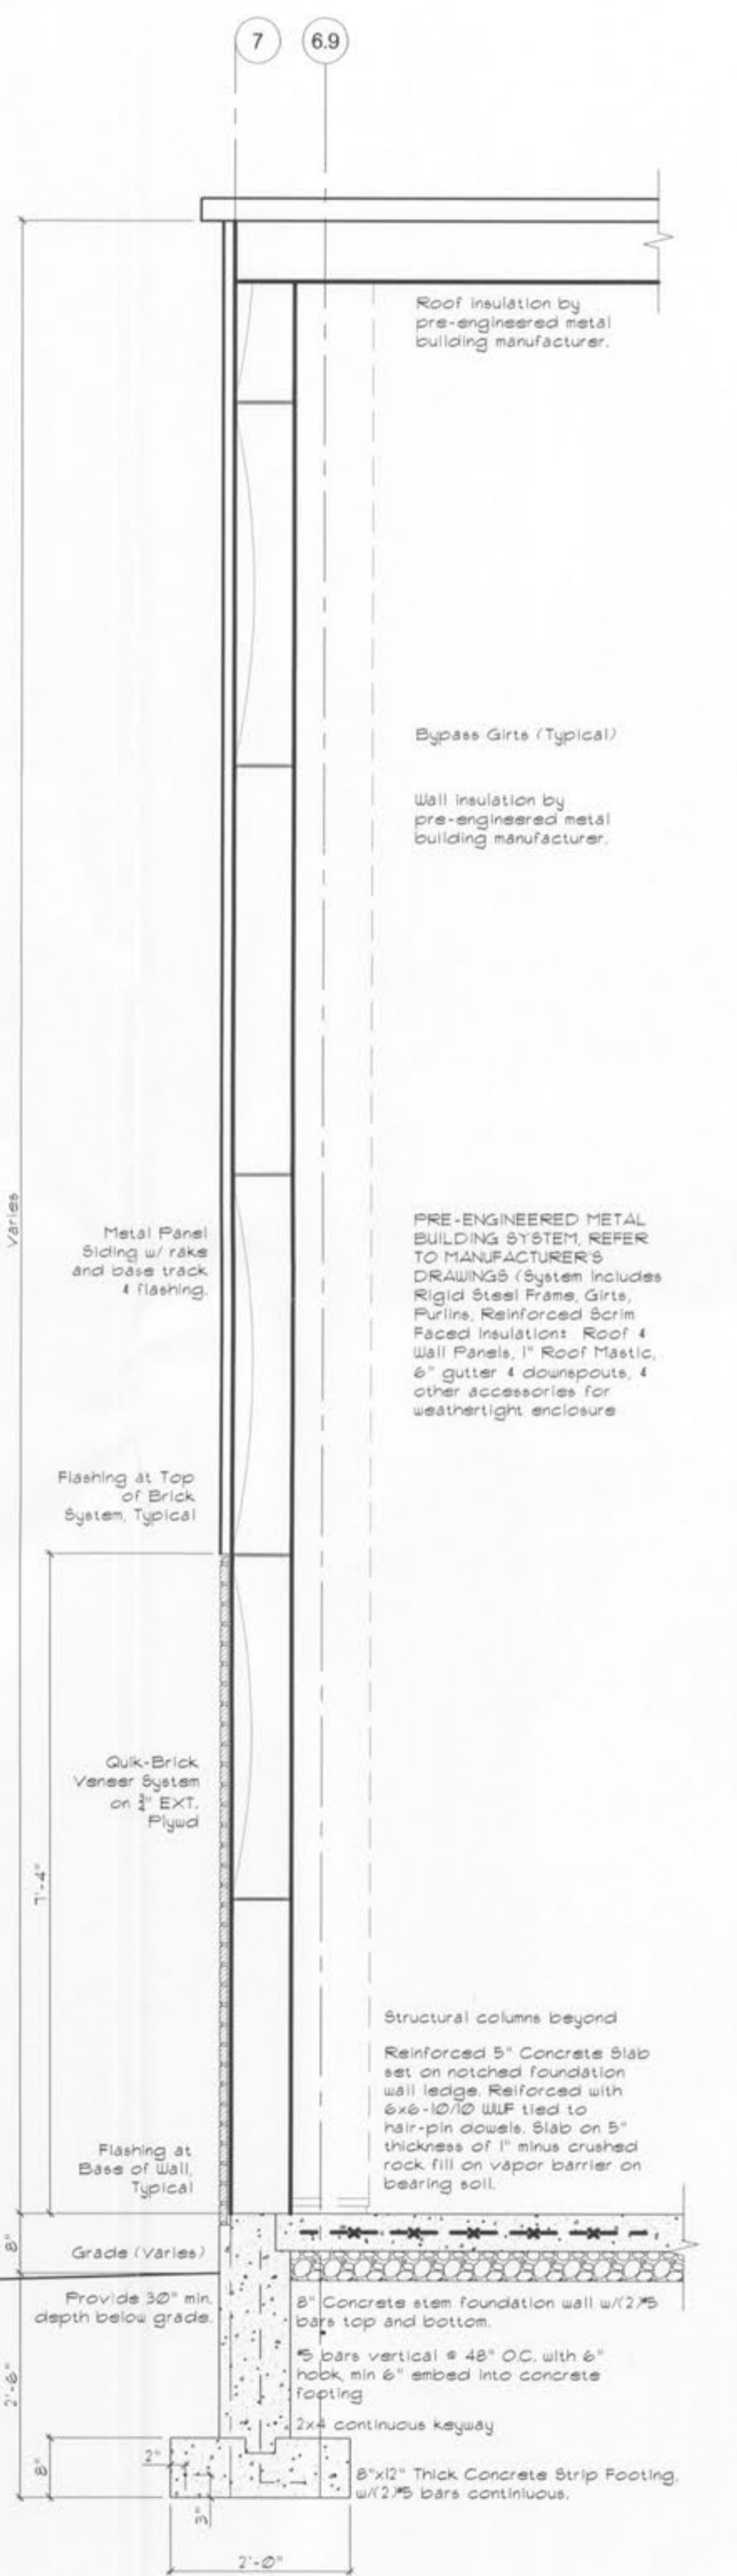 7
6.9
Roof insulation by
pre-engineered metal
building manufacturer.
Bypass Girts (Typical)
Wall insulation by
pre-engineered metal
building manufacturer.
Varies
Metal Panel
Siding w/ rake
and base track
& flashing.
PRE-ENGINEERED METAL
BUILDING SYSTEM, REFER
TO MANUFACTURER'S
DRAWINGS (System includes
Rigid Steel Frame, Girts,
Purlins, Reinforced Scrim
Faced Insulation: Roof &
Wall Panels, 1" Roof Mastic,
6" gutter & downspouts, &
other accessories for
weathertight enclosure
Flashing at Top
of Brick
System, Typical
Quik-Brick
Veneer System
on 3/4" EXT.
Plywd
7'-4"
Structural columns beyond
Reinforced 5" Concrete Slab
set on notched foundation
wall ledge. Reiforced with
6x6-10/10 WWF tied to
hair-pin dowels. Slab on 5"
thickness of 1" minus crushed
rock fill on vapor barrier on
bearing soil.
Flashing at
Base of Wall,
Typical
8"
Grade (Varies)
Provide 30" min.
depth below grade.
8" Concrete stem foundation wall w/(2)#5
bars top and bottom.
#5 bars vertical @ 48" O.C. with 6"
hook, min 6" embed into concrete
footing
2'-6"
2x4 continuous keyway
8"
2"
8"x12" Thick Concrete Strip Footing,
w/(2)#5 bars continiuous.
3"
2'-0"